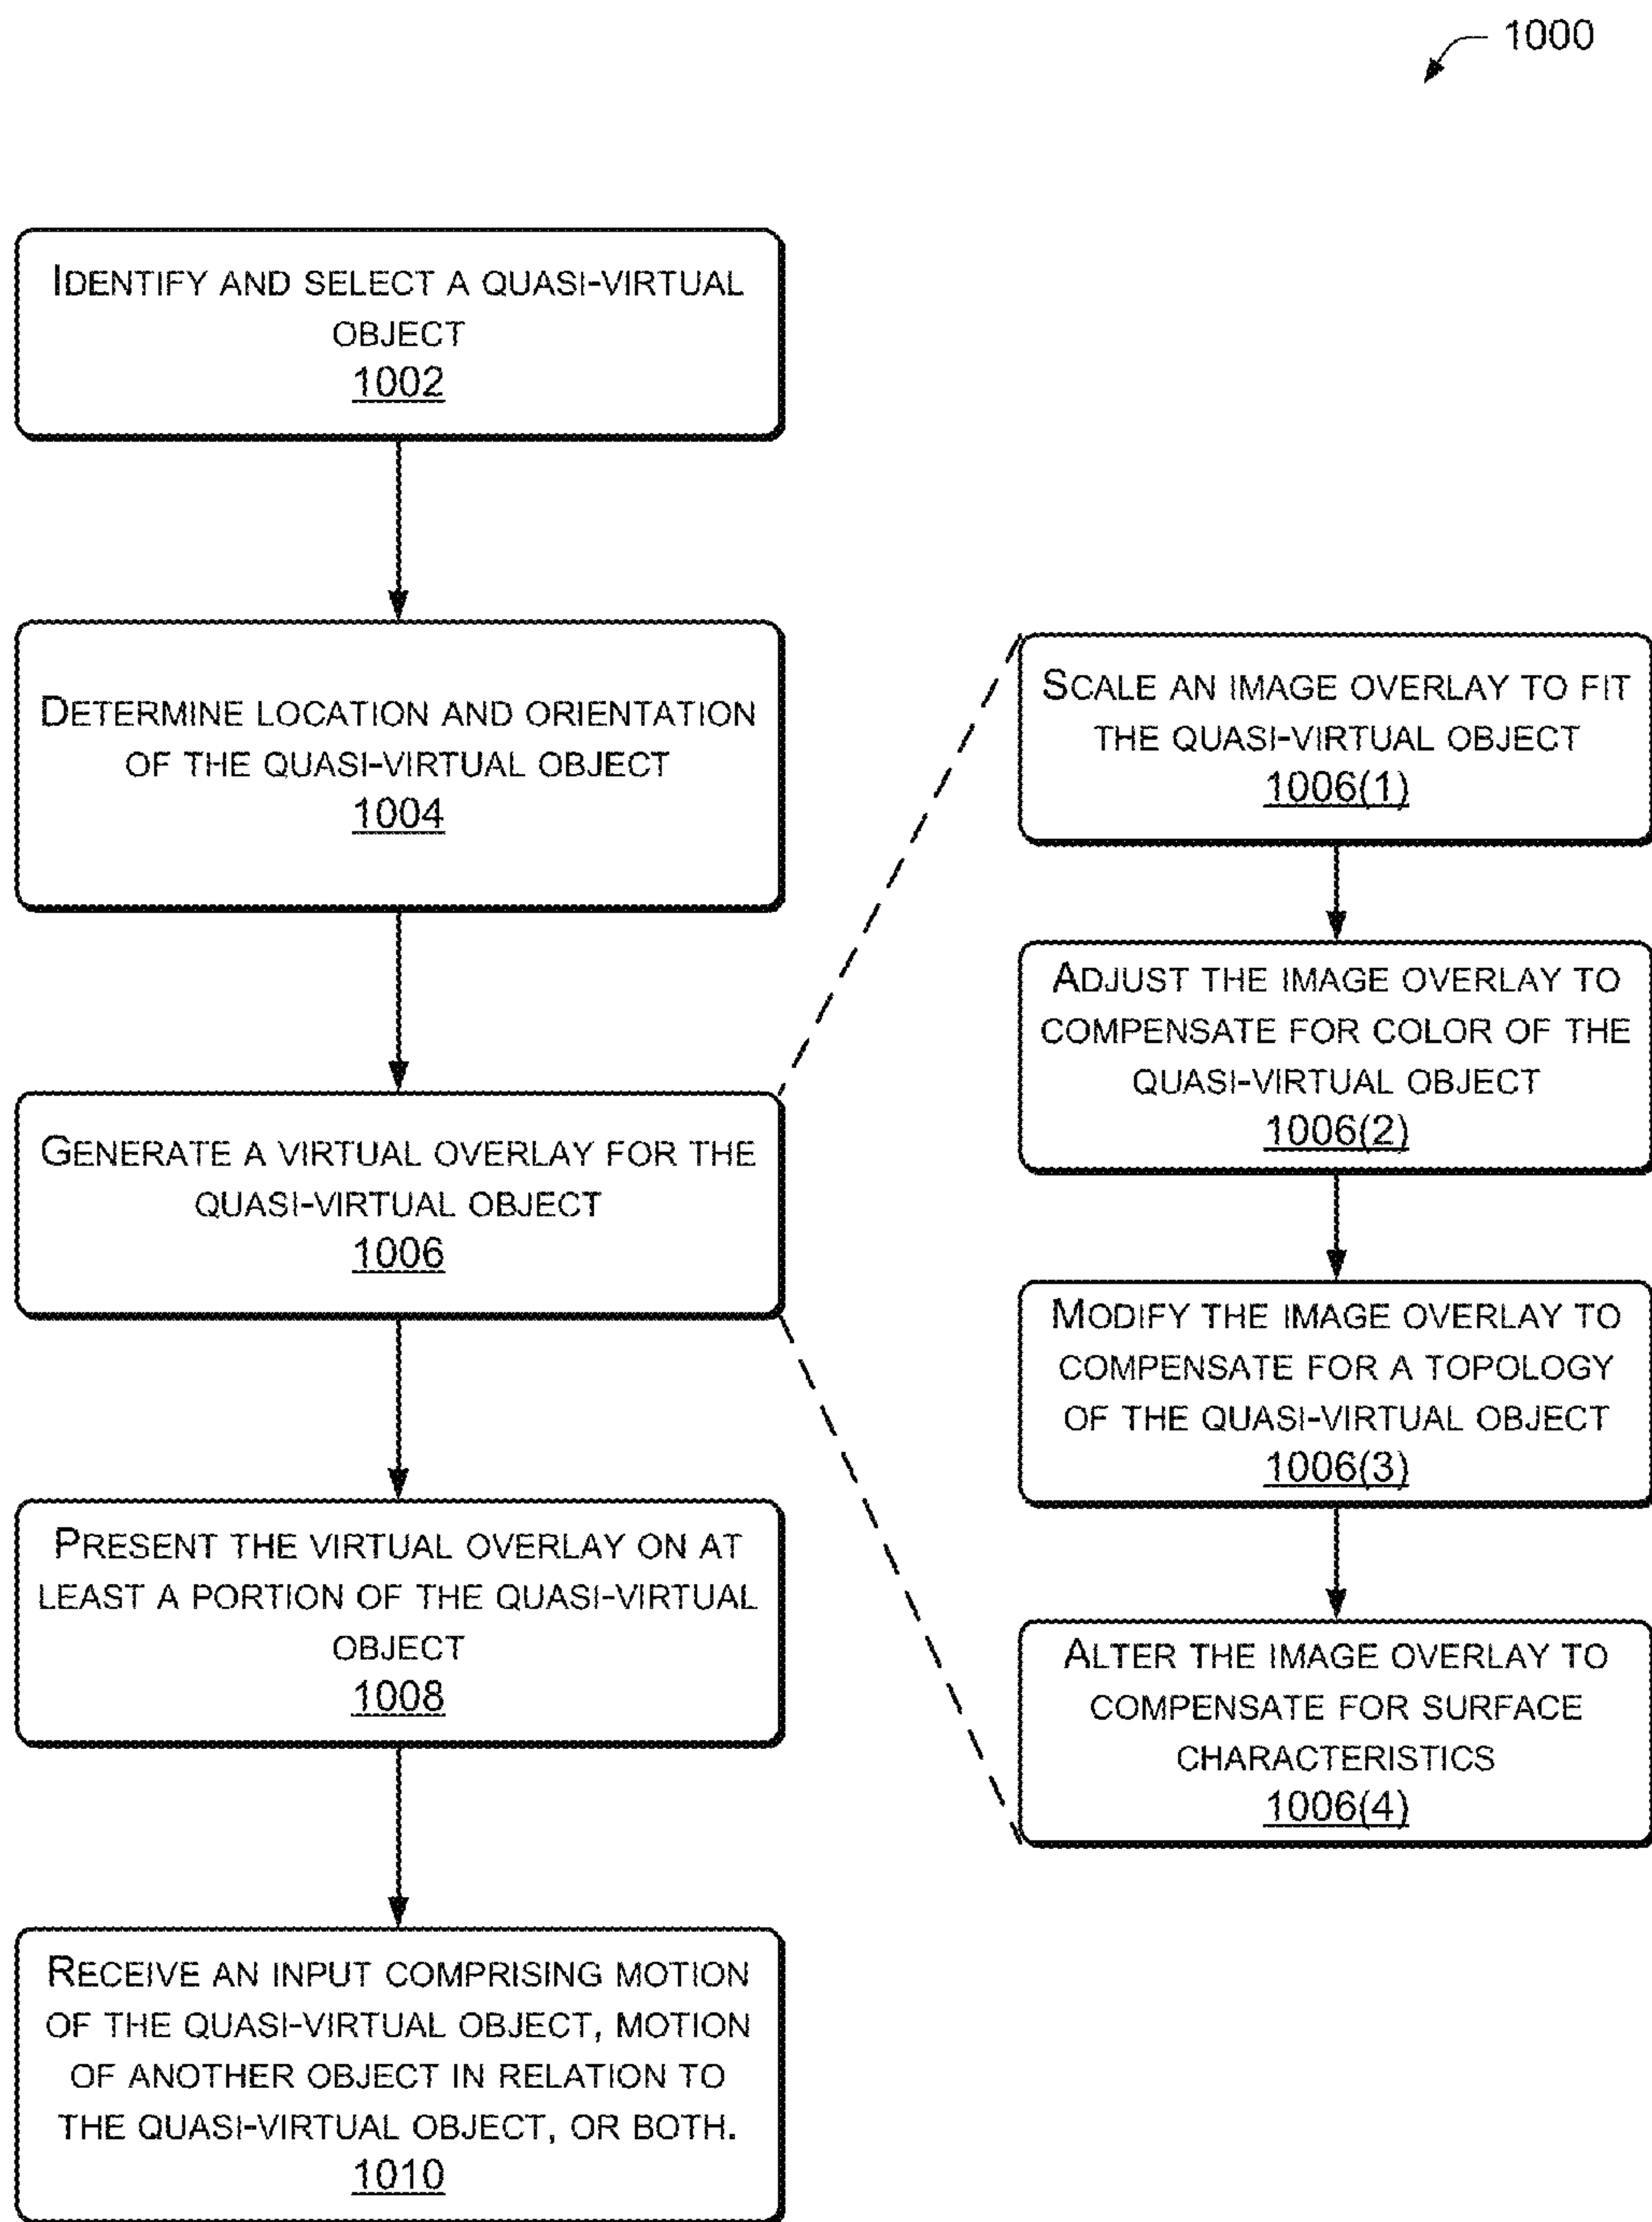 1000
IDENTIFY AND SELECT A QUASI-VIRTUAL
OBJECT
1002
DETERMINE LOCATION AND ORIENTATION
OF THE QUASI-VIRTUAL OBJECT
1004
GENERATE A VIRTUAL OVERLAY FOR THE
QUASI-VIRTUAL OBJECT
1006
PRESENT THE VIRTUAL OVERLAY ON AT
LEAST A PORTION OF THE QUASI-VIRTUAL
OBJECT
1008
RECEIVE AN INPUT COMPRISING MOTION
OF THE QUASI-VIRTUAL OBJECT, MOTION
OF ANOTHER OBJECT IN RELATION TO
THE QUASI-VIRTUAL OBJECT, OR BOTH.
1010
SCALE AN IMAGE OVERLAY TO FIT
THE QUASI-VIRTUAL OBJECT
1006(1)
ADJUST THE IMAGE OVERLAY TO
COMPENSATE FOR COLOR OF THE
QUASI-VIRTUAL OBJECT
1006(2)
MODIFY THE IMAGE OVERLAY TO
COMPENSATE FOR A TOPOLOGY
OF THE QUASI-VIRTUAL OBJECT
1006(3)
ALTER THE IMAGE OVERLAY TO
COMPENSATE FOR SURFACE
CHARACTERISTICS
1006(4)